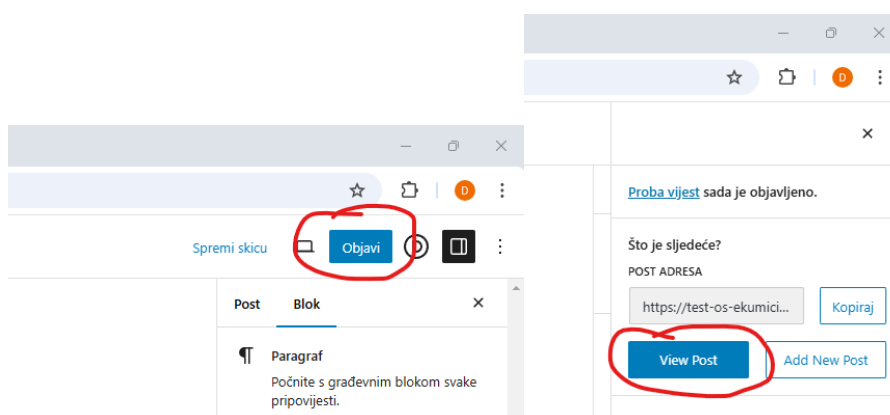 D
Spremi skicu
Objavi
Post
Blok
Paragraf
Počnite s građevnim blokom svake
pripovijesti.
D
Proba vijest sada je objavljeno.
Što je sljedeće?
POST ADRESA
https://test-os-ekumici...
Kopiraj
View Post
Add New Post